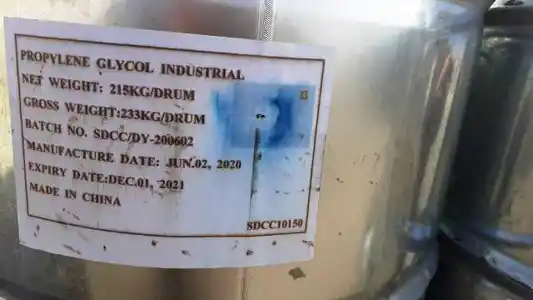 PROPYLENE GLYCOL INDUSTRIAL
NET WEIGHT: 215KG/DRUM
GROSS WEIGHT:233KG/DRUM
BATCH NO. SDCC/DY-200602
MANUFACTURE DATE: JUN.02, 2020
EXPIRY DATE:DEC.01, 2021
MADE IN CHINA
SDCC10150